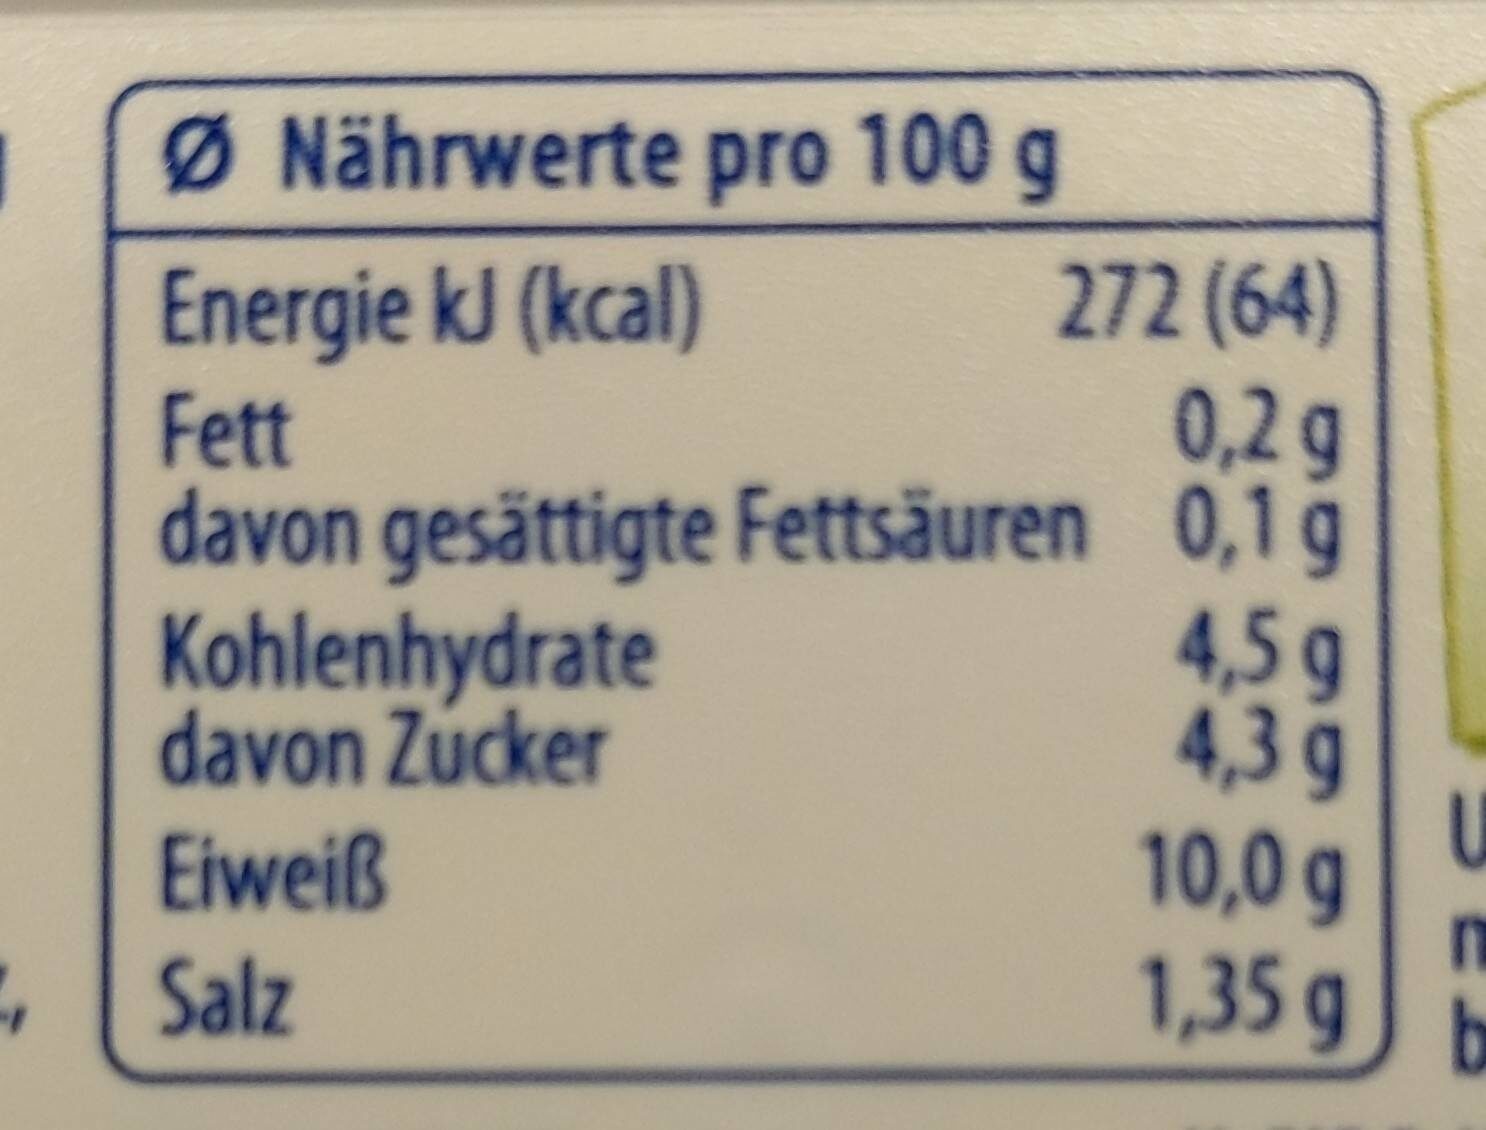 Ø Nährwerte pro 100 g
Energie kJ (kcal) 272 (64)
Fett 0,2 g
davon gesättigte Fettsäuren 0,1 g
Kohlenhydrate 4,5 g
davon Zucker 4,3 g
Eiweiß 10,0 g
Salz 1,35 g